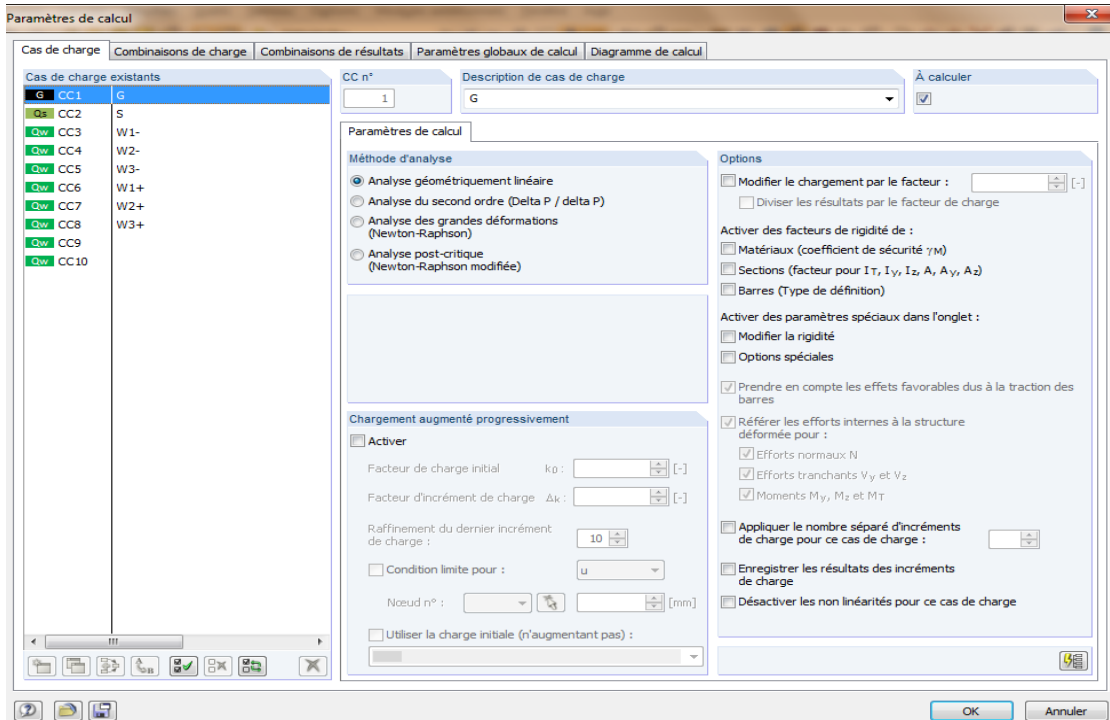 Paramètres de calcul
Cas de charge Combinaisons de charge Combinaisons de résultats Paramètres globaux de calcul Diagramme de calcul
Cas de charge existants
G CC1 G
Qs CC2 S
Qw CC3 W1-
Qw CC4 W2-
Qw CC5 W3-
Qw CC6 W1+
Qw CC7 W2+
Qw CC8 W3+
Qw CC9
Qw CC10
CC n°
1
Description de cas de charge
G
À calculer
Paramètres de calcul
Méthode d'analyse
Analyse géométriquement linéaire
Analyse du second ordre (Delta P / delta P)
Analyse des grandes déformations
(Newton-Raphson)
Analyse post-critique
(Newton-Raphson modifiée)
Chargement augmenté progressivement
Activer
Facteur de charge initial k0 : [-]
Facteur d'incrément de charge Δk : [-]
Raffinement du dernier incrément
de charge : 10
Condition limite pour : u
Nœud n° : [mm]
Utiliser la charge initiale (n'augmentant pas) :
Options
Modifier le chargement par le facteur : [-]
Diviser les résultats par le facteur de charge
Activer des facteurs de rigidité de :
Matériaux (coefficient de sécurité γM)
Sections (facteur pour IT, Iy, Iz, A, Ay, Az)
Barres (Type de définition)
Activer des paramètres spéciaux dans l'onglet :
Modifier la rigidité
Options spéciales
Prendre en compte les effets favorables dus à la traction des
barres
Référer les efforts internes à la structure
déformée pour :
Efforts normaux N
Efforts tranchants Vy et Vz
Moments My, Mz et MT
Appliquer le nombre séparé d'incréments
de charge pour ce cas de charge :
Enregistrer les résultats des incréments
de charge
Désactiver les non linéarités pour ce cas de charge
OK Annuler